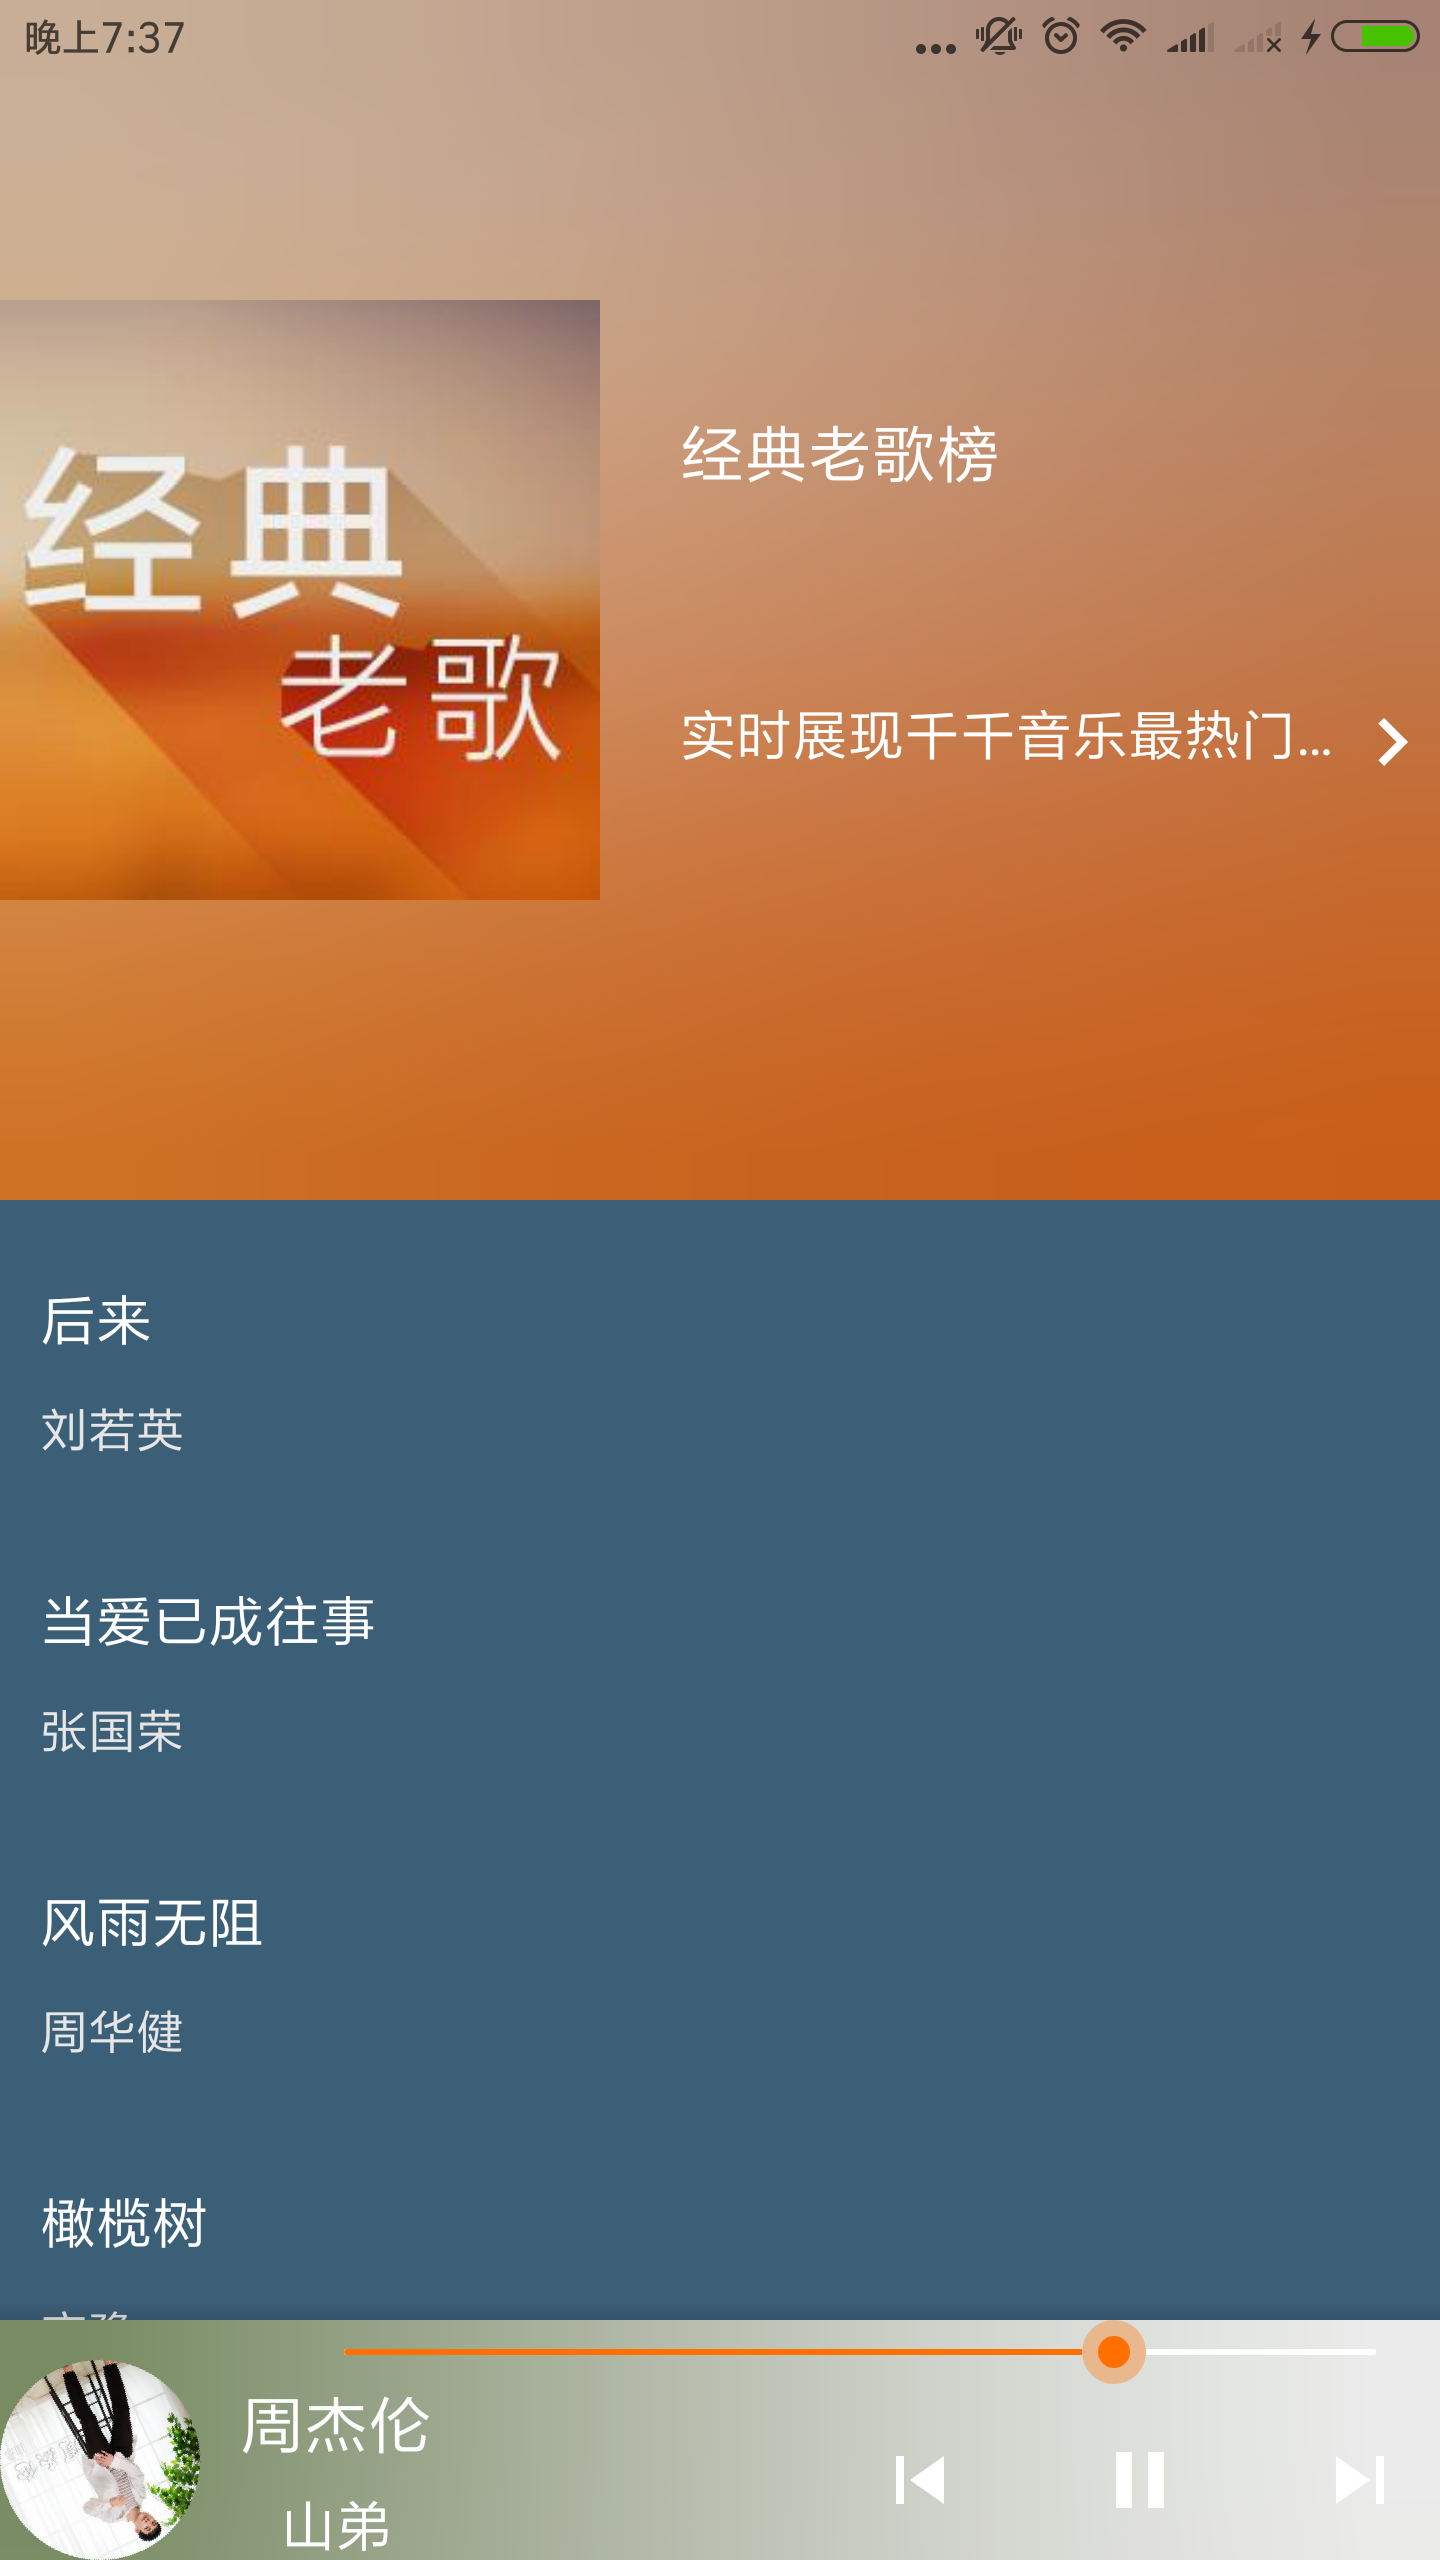 晚上7:37
经典
老歌
经典老歌榜
实时展现千千音乐最热门...
后来
刘若英
当爱已成往事
张国荣
风雨无阻
周华健
橄榄树
周杰伦
山弟